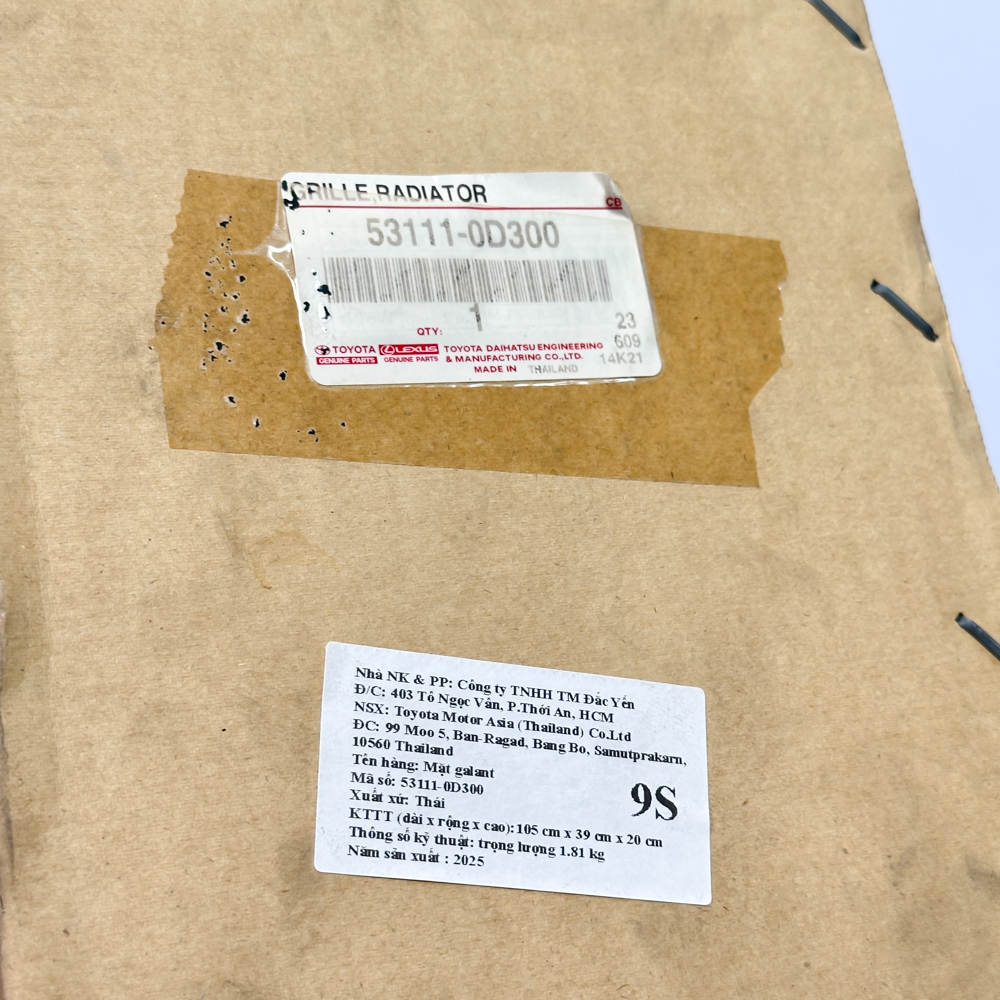 GRILLE,RADIATOR
CB
53111-0D300
1
QTY:
23
609
14K21
TOYOTA
GENUINE PARTS
LEXUS
GENUINE PARTS
TOYOTA DAIHATSU ENGINEERING
& MANUFACTURING CO.,LTD.
MADE IN THAILAND
Nhà NK & PP: Công ty TNHH TM Đắc Yến
Đ/C: 403 Tô Ngọc Vân, P.Thới An, HCM
NSX: Toyota Motor Asia (Thailand) Co.Ltd
ĐC: 99 Moo 5, Ban-Ragad, Bang Bo, Samutprakarn,
10560 Thailand
Tên hàng: Mặt galant
Mã số: 53111-0D300
Xuất xứ: Thái
9S
KTTT (dài x rộng x cao): 105 cm x 39 cm x 20 cm
Thông số kỹ thuật: trọng lượng 1.81 kg
Năm sản xuất : 2025